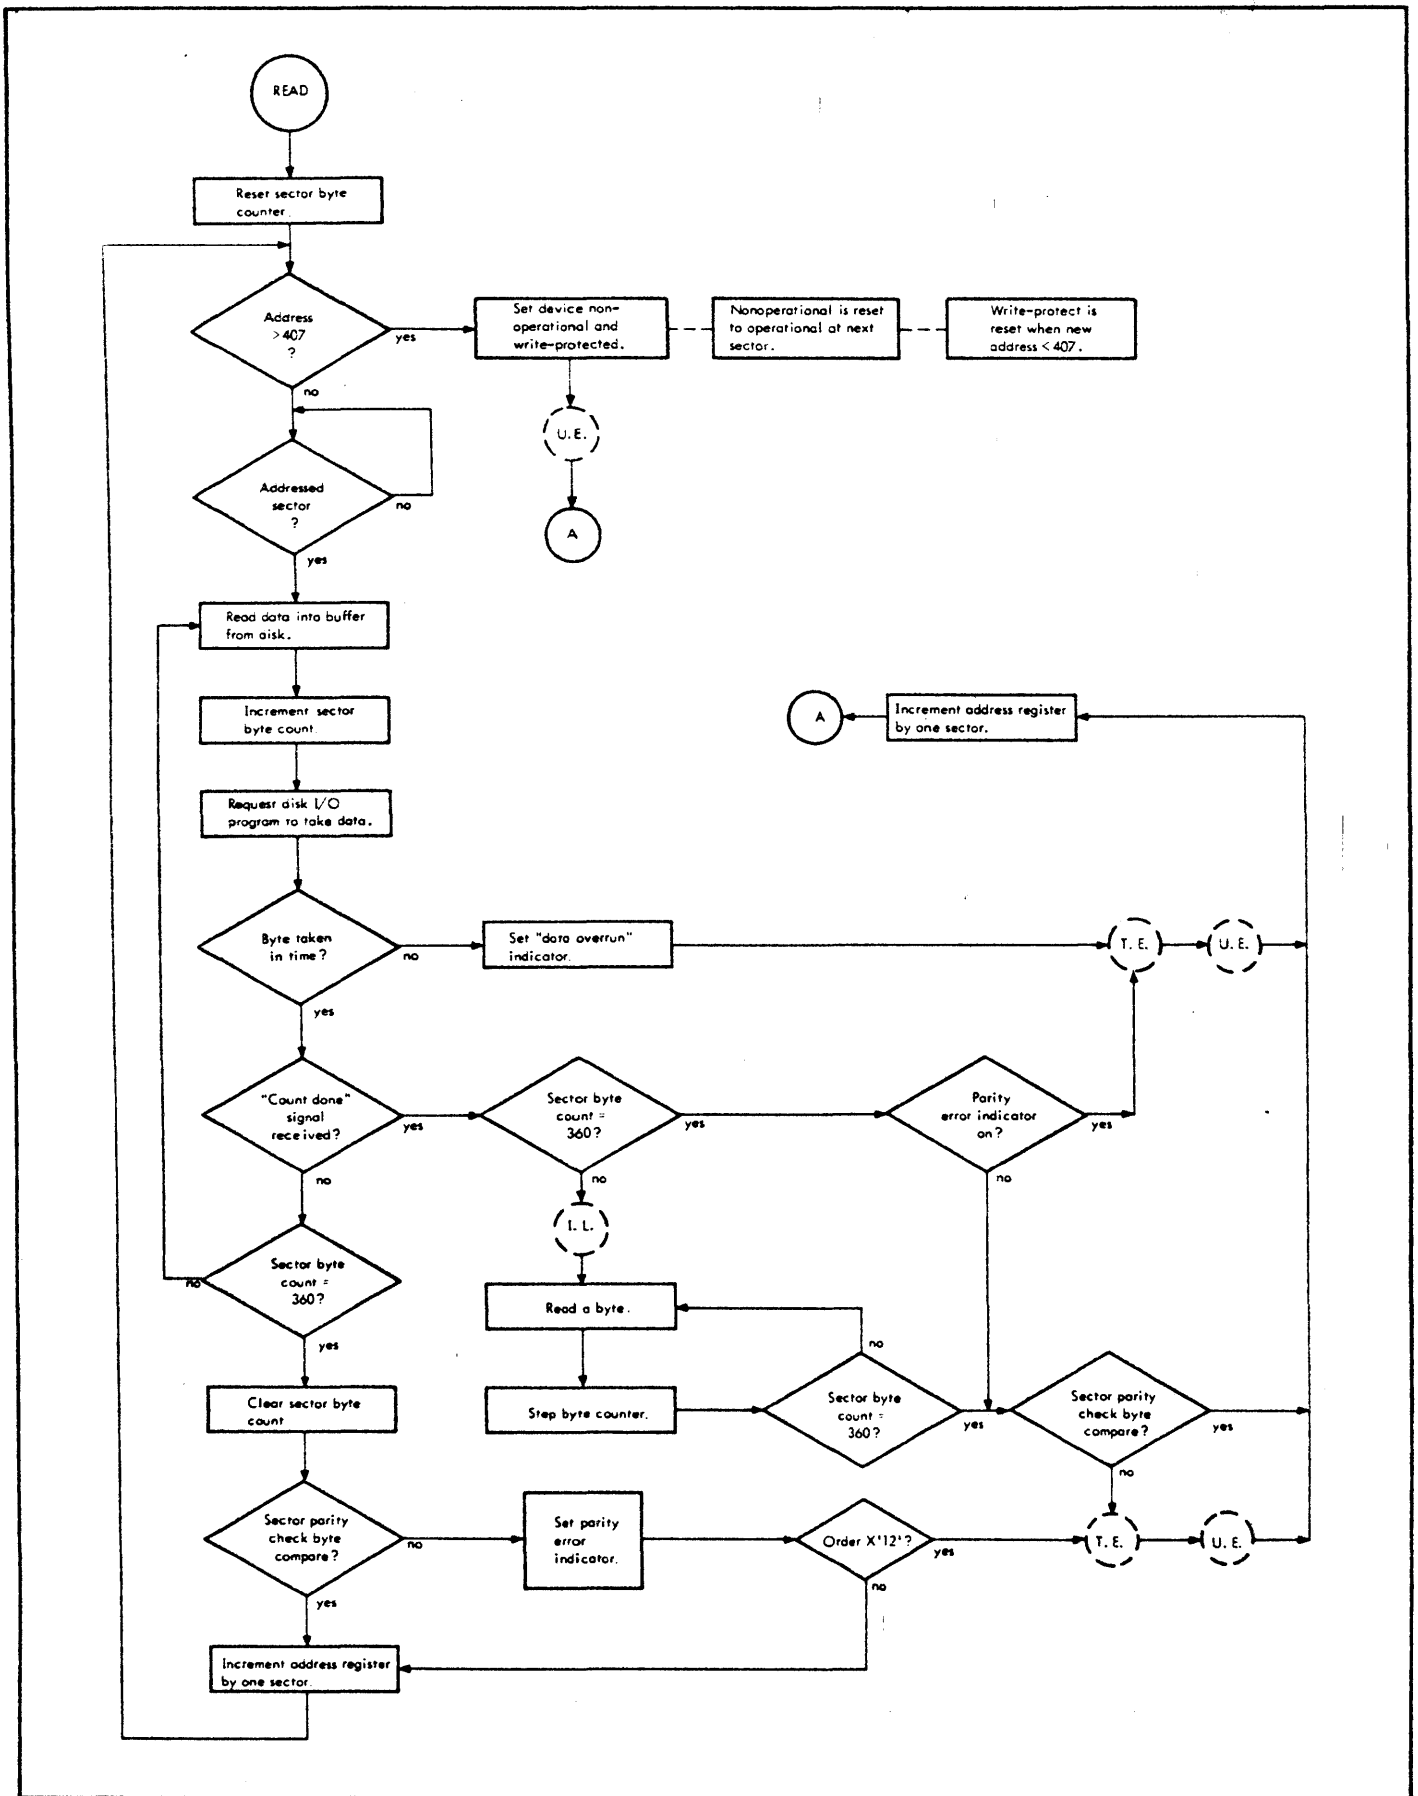 READ
Reset sector byte
counter.
Address
>407
?
yes
no
Set device non-
operational and
write-protected.
Nonoperational is reset
to operational at next
sector.
Write-protect is
reset when new
address < 407.
U.E.
A
Addressed
sector
?
no
yes
Read data into buffer
from disk.
Increment sector
byte count.
A
Increment address register
by one sector.
Request disk I/O
program to take data.
Byte taken
in time?
no
yes
Set "data overrun"
indicator.
T.E.
U.E.
"Count done"
signal
received?
yes
no
Sector byte
count =
360?
yes
no
Parity
error indicator
on?
yes
no
I.L.
Sector byte
count =
360?
no
yes
Read a byte.
Step byte counter.
Sector byte
count =
360?
no
yes
Sector parity
check byte
compare?
yes
no
Clear sector byte
count
Sector parity
check byte
compare?
no
yes
Set parity
error
indicator.
Order X'12'?
yes
no
T.E.
U.E.
Increment address register
by one sector.